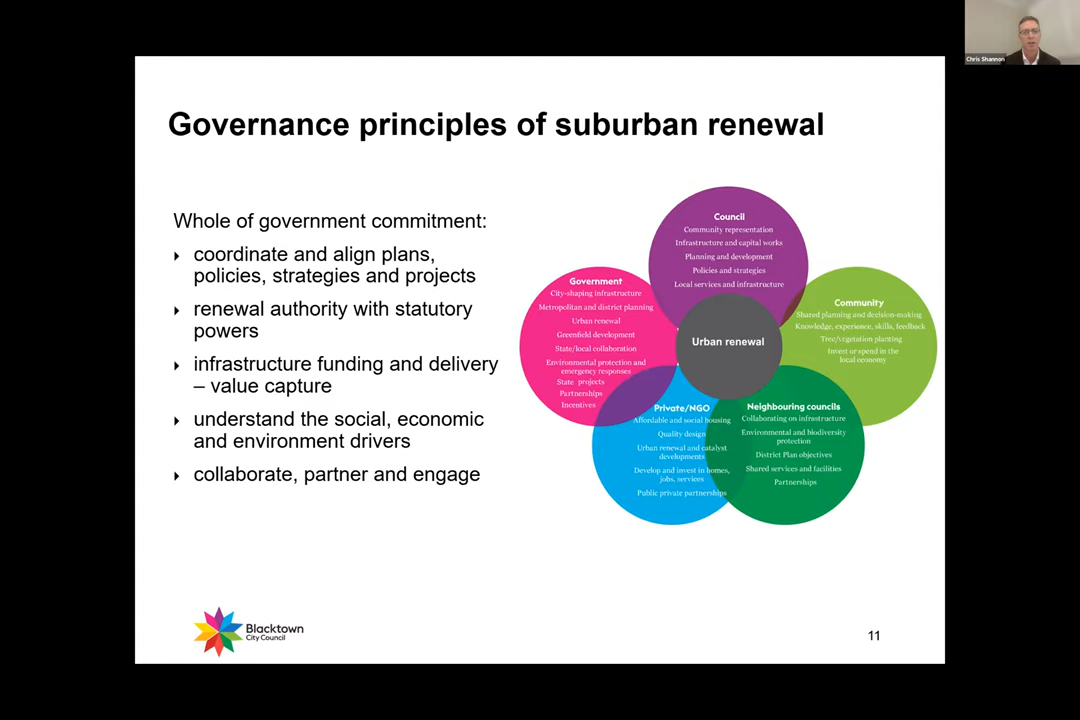 Chris Shannon
Governance principles of suburban renewal
Whole of government commitment:
coordinate and align plans,
policies, strategies and projects
renewal authority with statutory
powers
infrastructure funding and delivery
– value capture
understand the social, economic
and environment drivers
collaborate, partner and engage
Council
Community representation
Infrastructure and capital works
Planning and development
Policies and strategies
Local services and infrastructure
Government
City-shaping infrastructure
Metropolitan and district planning
Urban renewal
Greenfield development
State/local collaboration
Environmental protection and
emergency responses
State projects
Partnerships
Incentives
Urban renewal
Community
Shared planning and decision-making
Knowledge, experience, skills, feedback
Tree/vegetation planting
Invest or spend in the
local economy
Private/NGO
Affordable and social housing
Quality design
Urban renewal and catalyst
developments
Develop and invest in homes,
jobs, services
Public private partnerships
Neighbouring councils
Collaborating on infrastructure
Environmental and biodiversity
protection
District Plan objectives
Shared services and facilities
Partnerships
Blacktown
City Council
11